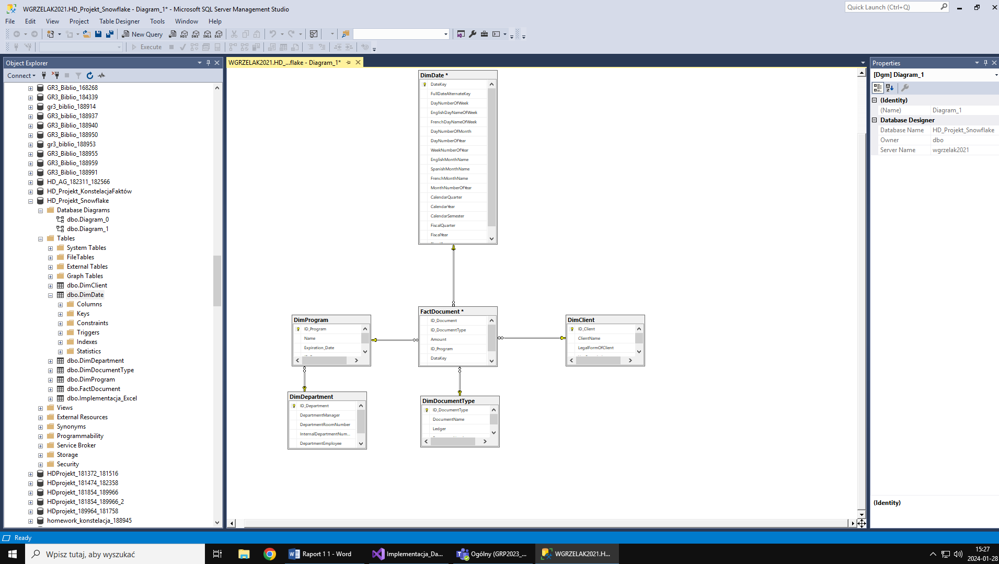 WGRZELAK2021.HD_Projekt_Snowflake - Diagram_1* - Microsoft SQL Server Management Studio
Quick Launch (Ctrl+Q)
File Edit View Project Table Designer Tools Window Help
New Query
MDX DMX XMLA DAX
Execute
Object Explorer
Connect
GR3_Biblio_168268
GR3_Biblio_184339
gr3_biblio_188914
GR3_Biblio_188937
GR3_Biblio_188940
GR3_Biblio_188950
gr3_biblio_188953
GR3_Biblio_188955
GR3_Biblio_188959
GR3_Biblio_188991
HD_AG_182311_182566
HD_Projekt_KonstelacjaFaktów
HD_Projekt_Snowflake
Database Diagrams
dbo.Diagram_0
dbo.Diagram_1
Tables
System Tables
FileTables
External Tables
Graph Tables
dbo.DimClient
dbo.DimDate
Columns
Keys
Constraints
Triggers
Indexes
Statistics
dbo.DimDepartment
dbo.DimDocumentType
dbo.DimProgram
dbo.FactDocument
dbo.Implementacja_Excel
Views
External Resources
Synonyms
Programmability
Service Broker
Storage
Security
HDProjekt_181372_181516
HDprojekt_181474_182358
HDprojekt_181854_189966
HDprojekt_181854_189966_2
HDprojekt_189964_181758
homework_konstelacja_188945
WGRZELAK2021.HD_...flake - Diagram_1*
DimDate *
DateKey
FullDateAlternateKey
DayNumberOfWeek
EnglishDayNameOfWeek
FrenchDayNameOfWeek
DayNumberOfMonth
DayNumberOfYear
WeekNumberOfYear
EnglishMonthName
SpanishMonthName
FrenchMonthName
MonthNumberOfYear
CalendarQuarter
CalendarYear
CalendarSemester
FiscalQuarter
FiscalYear
DimProgram
ID_Program
Name
Expiration_Date
FactDocument *
ID_Document
ID_DocumentType
Amount
ID_Program
DataKey
DimClient
ID_Client
ClientName
LegalFormOfClient
DimDepartment
ID_Department
DepartmentManager
DepartmentRoomNumber
InternalDepartmentNum...
DepartmentEmployee
DimDocumentType
ID_DocumentType
DocumentName
Ledger
Properties
[Dgm] Diagram_1
(Identity)
(Name) Diagram_1
Database Designer
Database Name HD_Projekt_Snowflake
Owner dbo
Server Name wgrzelak2021
(Identity)
Ready
Wpisz tutaj, aby wyszukać
Raport 1 1 - Word
Implementacja_Da...
Ogólny (GRP2023_...
WGRZELAK2021.H...
15:27
2024-01-28